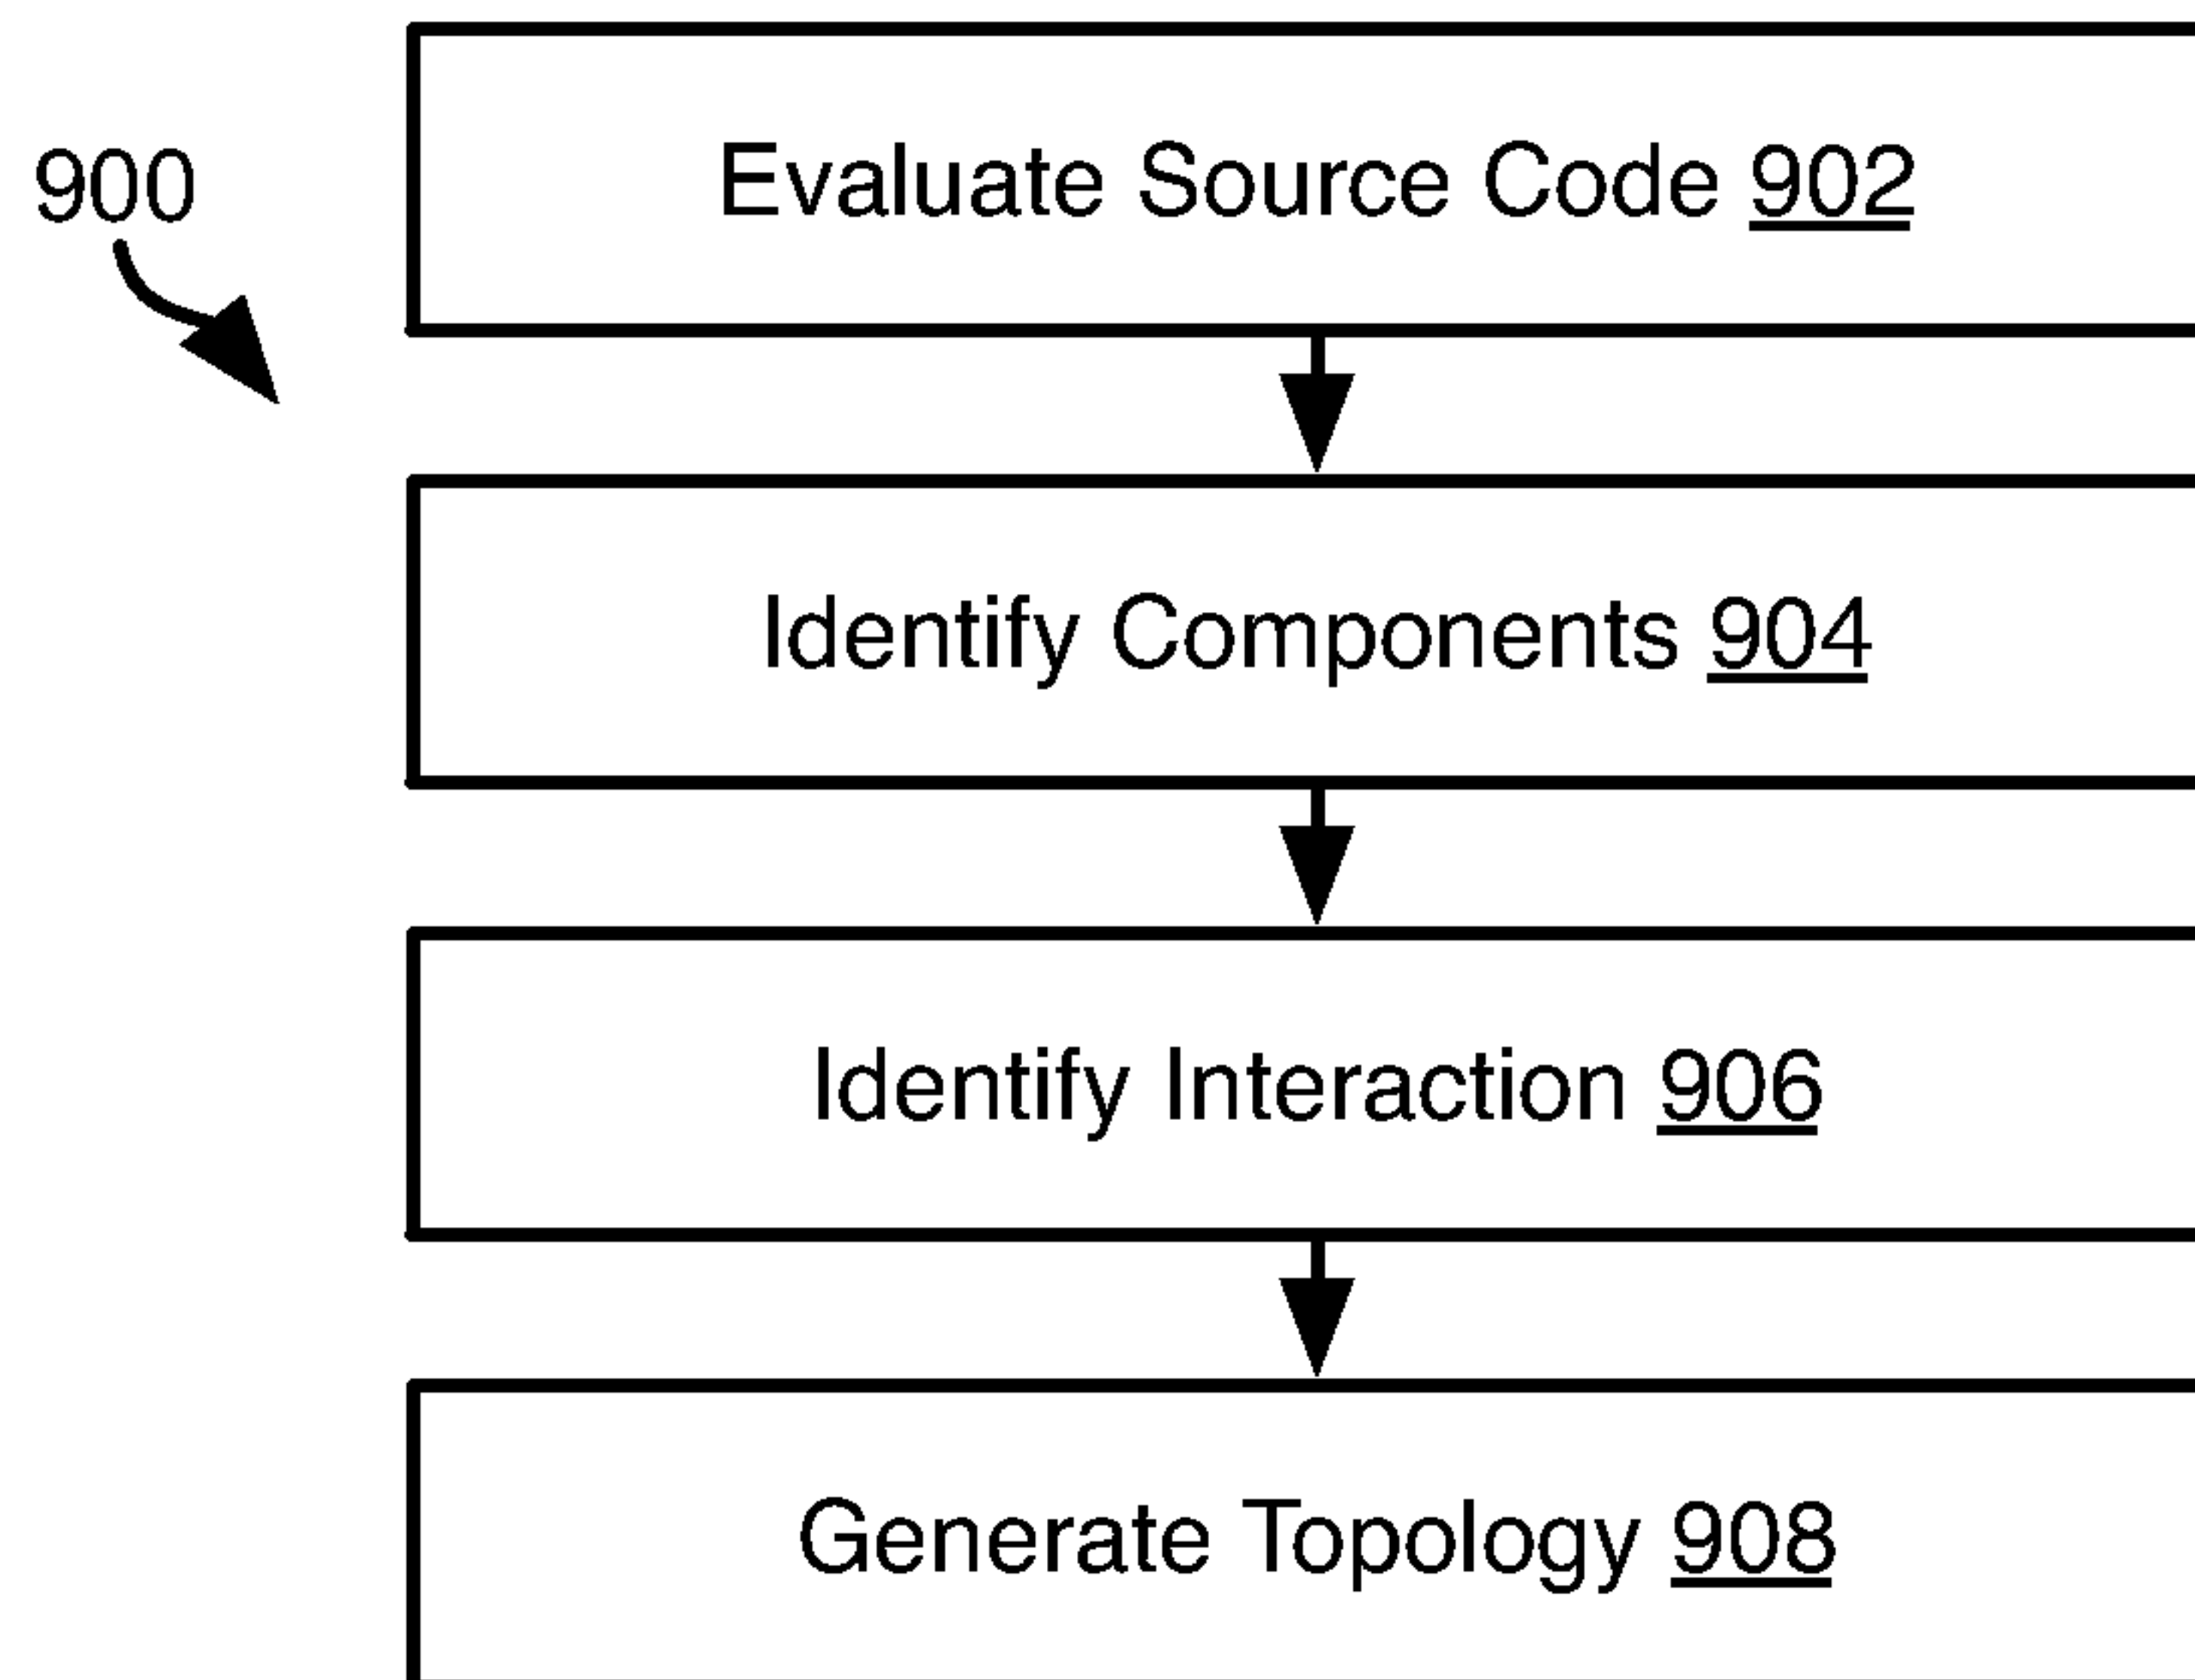 900
Evaluate Source Code 902
Identify Components 904
Identify Interaction 906
Generate Topology 908